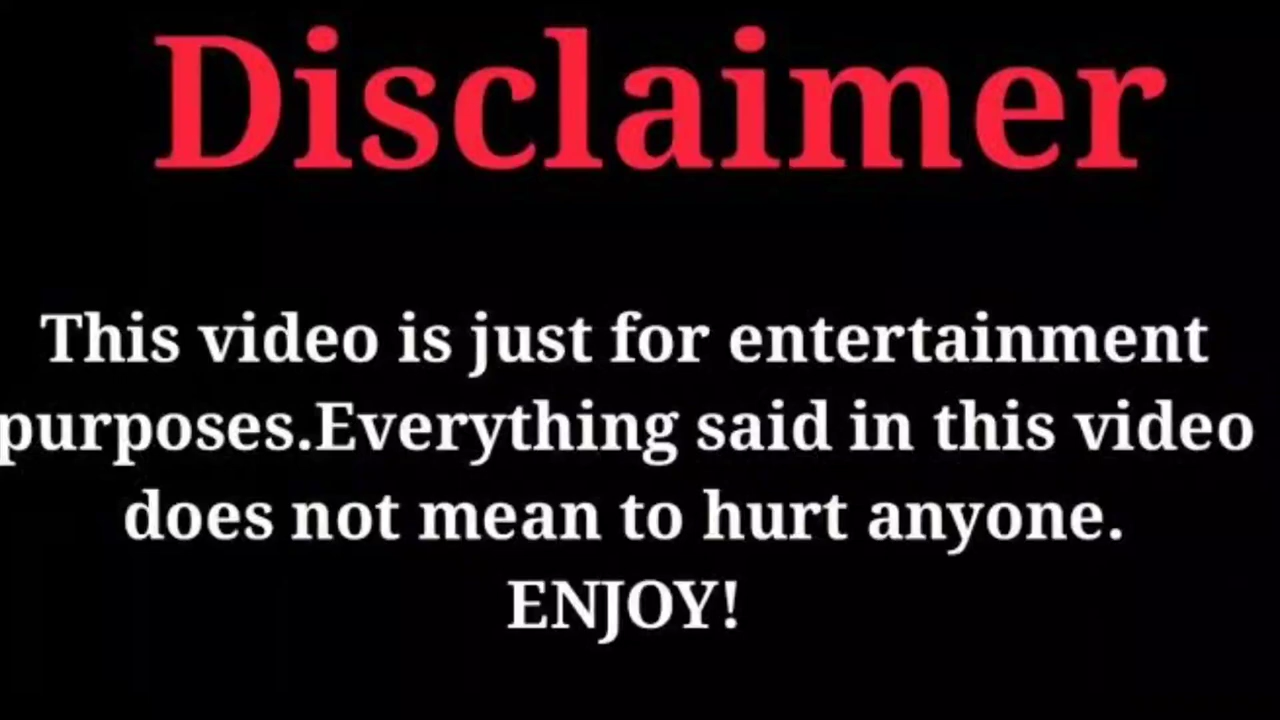 Disclaimer
This video is just for entertainment
purposes.Everything said in this video
does not mean to hurt anyone.
ENJOY!